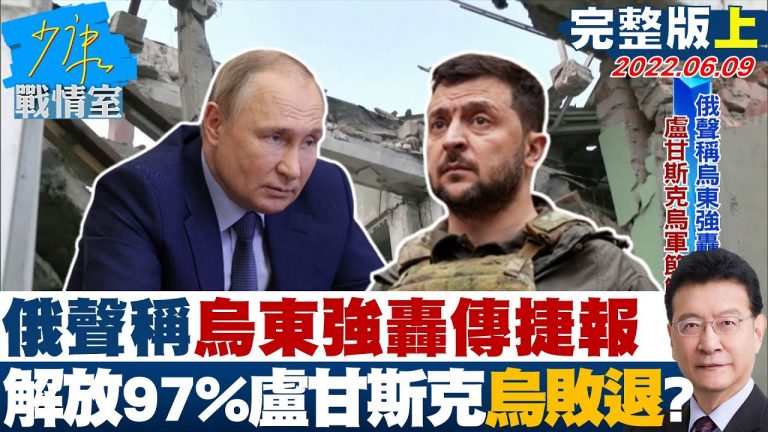 少康
戰情室
完整版上
2022.06.09
俄聲稱烏東強轟
盧甘斯克烏軍節
俄聲稱烏東強轟傳捷報
解放97%盧甘斯克烏敗退?